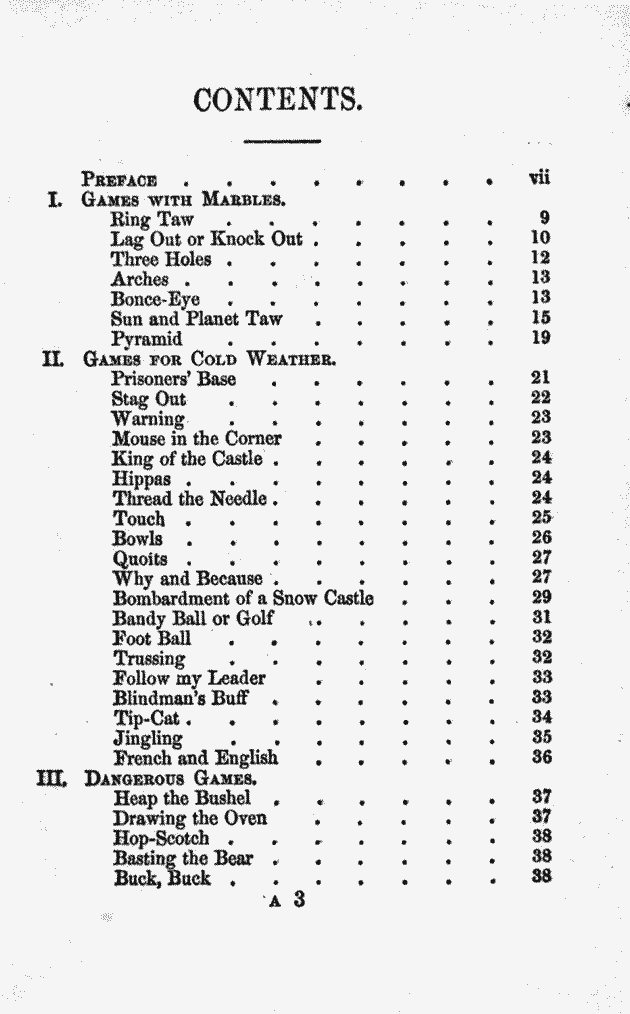 CONTENTS.
PREFACE . . . . . . . . vii
I. GAMES WITH MARBLES.
Ring Taw . . . . . . . 9
Lag Out or Knock Out . . . . . 10
Three Holes . . . . . . . 12
Arches . . . . . . . . 13
Bonce-Eye . . . . . . . 13
Sun and Planet Taw . . . . . 15
Pyramid . . . . . . . 19
II. GAMES FOR COLD WEATHER.
Prisoners' Base . . . . . . 21
Stag Out . . . . . . . 22
Warning . . . . . . . 23
Mouse in the Corner . . . . . 23
King of the Castle . . . . . . 24
Hippas . . . . . . . . 24
Thread the Needle . . . . . . 24
Touch . . . . . . . . 25
Bowls . . . . . . . . 26
Quoits . . . . . . . . 27
Why and Because . . . . . . 27
Bombardment of a Snow Castle . . . 29
Bandy Ball or Golf . . . . . 31
Foot Ball . . . . . . . 32
Trussing . . . . . . . 32
Follow my Leader . . . . . 33
Blindman's Buff . . . . . . 33
Tip-Cat . . . . . . . . 34
Jingling . . . . . . . 35
French and English . . . . . 36
III. DANGEROUS GAMES.
Heap the Bushel . . . . . . 37
Drawing the Oven . . . . . 37
Hop-Scotch . . . . . . . 38
Basting the Bear . . . . . . 38
Buck, Buck . . . . . . . 38
A 3